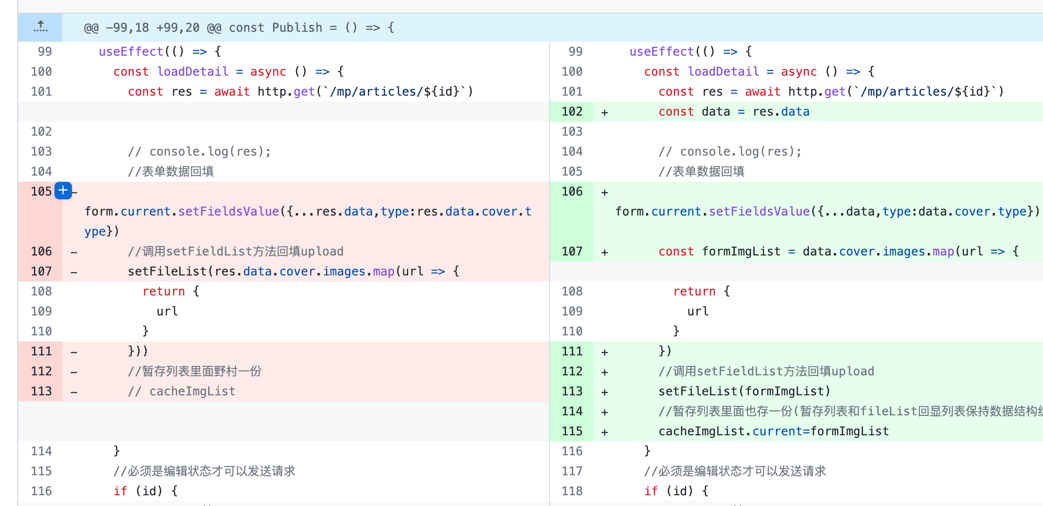 @@ -99,18 +99,20 @@ const Publish = () => {
99 useEffect(() => {
100 const loadDetail = async () => {
101 const res = await http.get(`/mp/articles/${id}`)
102
103 // console.log(res);
104 //表单数据回填
105 -
form.current.setFieldsValue({...res.data,type:res.data.cover.t
ype})
106 - //调用setFieldList方法回填upload
107 - setFileList(res.data.cover.images.map(url => {
108 return {
109 url
110 }
111 - }))
112 - //暂存列表里面野村一份
113 - // cacheImgList
114 }
115 //必须是编辑状态才可以发送请求
116 if (id) {
99 useEffect(() => {
100 const loadDetail = async () => {
101 const res = await http.get(`/mp/articles/${id}`)
102 + const data = res.data
103
104 // console.log(res);
105 //表单数据回填
106 +
form.current.setFieldsValue({...data,type:data.cover.type})
107 + const formImgList = data.cover.images.map(url => {
108 return {
109 url
110 }
111 + })
112 + //调用setFieldList方法回填upload
113 + setFileList(formImgList)
114 + //暂存列表里面也存一份(暂存列表和fileList回显列表保持数据结构
115 + cacheImgList.current=formImgList
116 }
117 //必须是编辑状态才可以发送请求
118 if (id) {